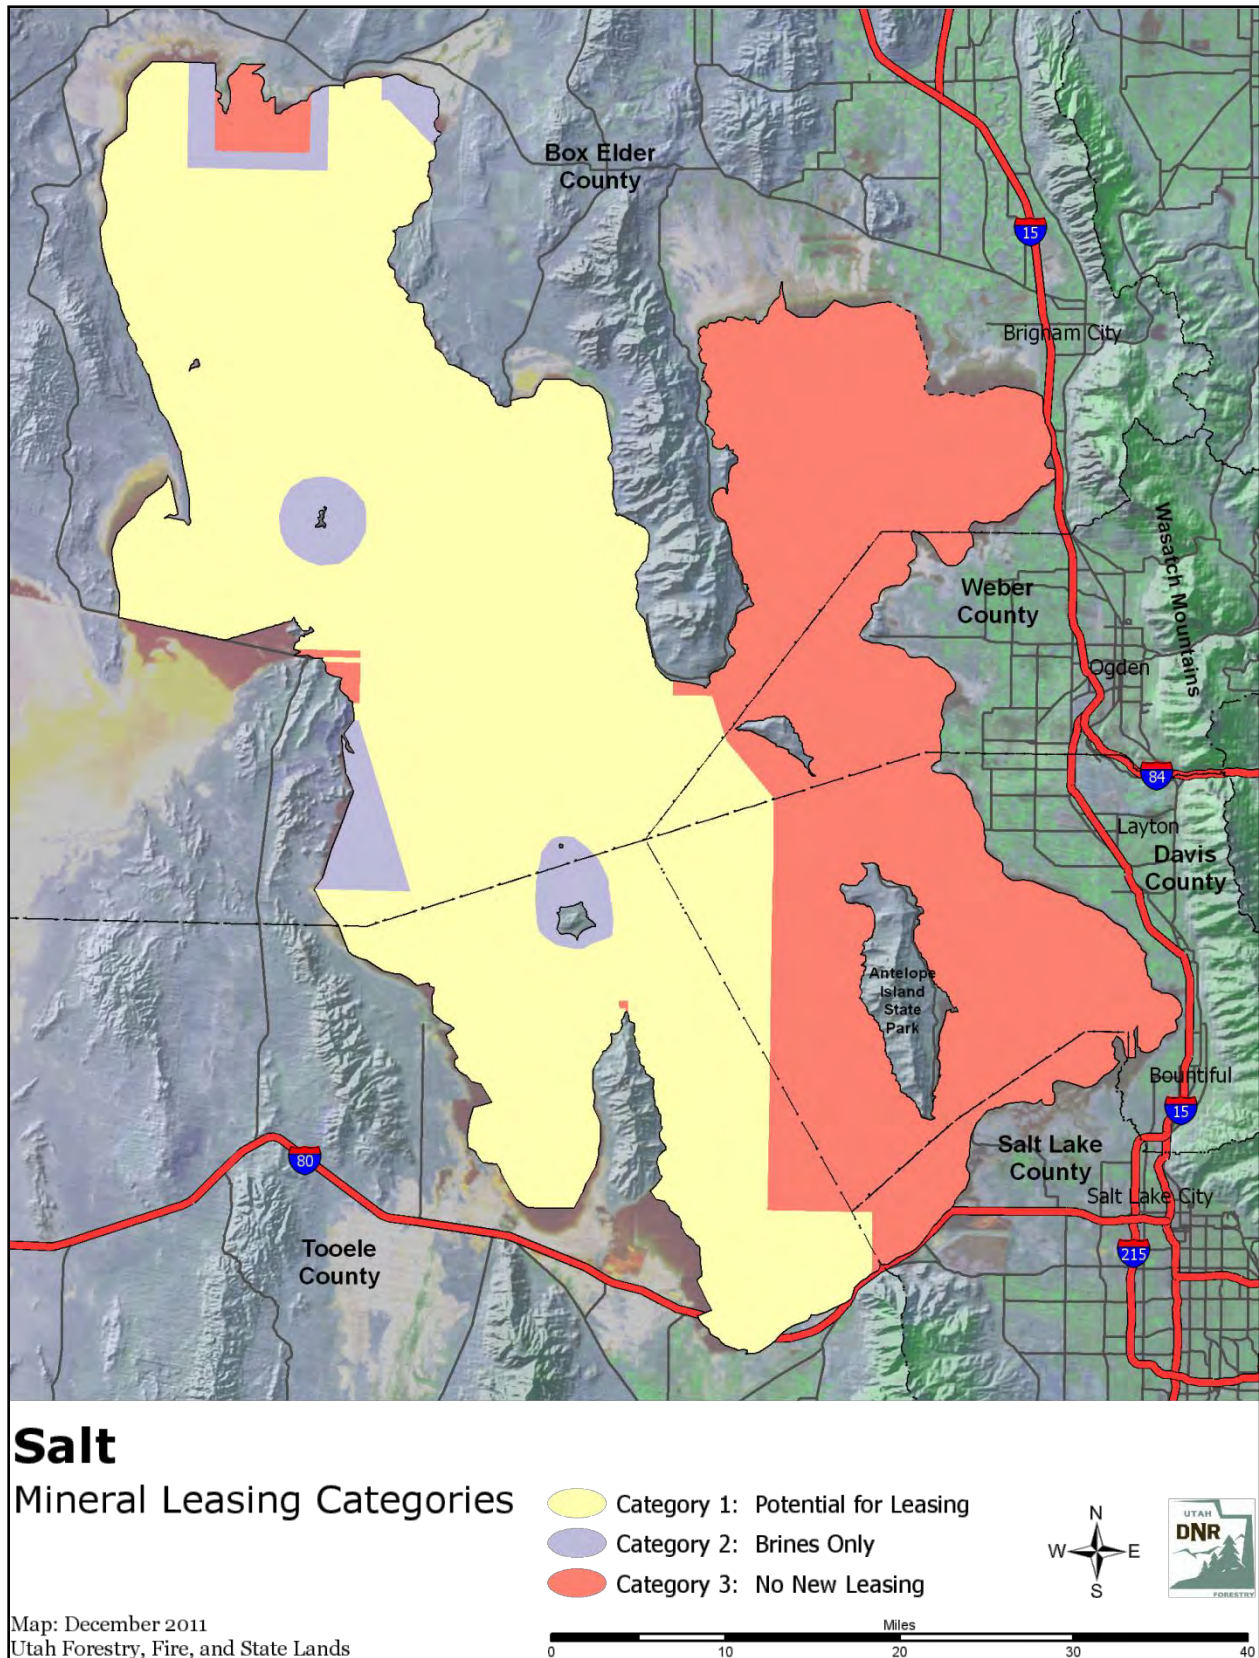 Box Elder
County
15
Brigham City
Wasatch Mountains
Weber
County
Ogden
84
Layton
Davis
County
Antelope
Island
State
Park
Bountiful
15
Salt Lake
County
80
Salt Lake City
Tooele
County
215
Salt
Mineral Leasing Categories
Category 1: Potential for Leasing
Category 2: Brines Only
Category 3: No New Leasing
N
W E
S
UTAH
DNR
FORESTRY
Map: December 2011
Utah Forestry, Fire, and State Lands
Miles
0 10 20 30 40